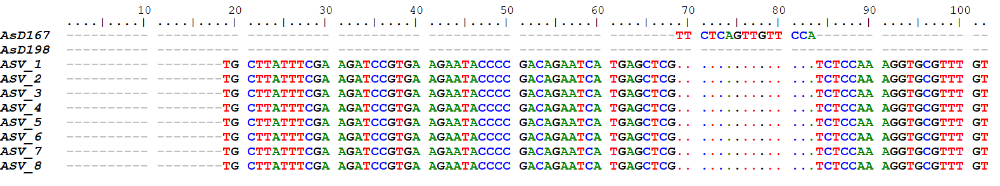 10 20 30 40 50 60 70 80 90 100
....|....| ....|....| ....|....| ....|....| ....|....| ....|....| ....|....| ....|....| ....|....| ....|....| ..
AsD167 ---------- ---------- ---------- ---------- ---------- ---------- --------TT CTCAGTTGTT CCA------- ---------- --
AsD198 ---------- ---------- ---------- ---------- ---------- ---------- ---------- ---------- ---------- ---------- --
ASV_1 ---------- --------TG CTTATTTCGA AGATCCGTGA AGAATACCCC GACAGAATCA TGAGCTCG.. .......... ...TCTCCAA AGGTGCGTTT GT
ASV_2 ---------- --------TG CTTATTTCGA AGATCCGTGA AGAATACCCC GACAGAATCA TGAGCTCG.. .......... ...TCTCCAA AGGTGCGTTT GT
ASV_3 ---------- --------TG CTTATTTCGA AGATCCGTGA AGAATACCCC GACAGAATCA TGAGCTCG.. .......... ...TCTCCAA AGGTGCGTTT GT
ASV_4 ---------- --------TG CTTATTTCGA AGATCCGTGA AGAATACCCC GACAGAATCA TGAGCTCG.. .......... ...TCTCCAA AGGTGCGTTT GT
ASV_5 ---------- --------TG CTTATTTCGA AGATCCGTGA AGAATACCCC GACAGAATCA TGAGCTCG.. .......... ...TCTCCAA AGGTGCGTTT GT
ASV_6 ---------- --------TG CTTATTTCGA AGATCCGTGA AGAATACCCC GACAGAATCA TGAGCTCG.. .......... ...TCTCCAA AGGTGCGTTT GT
ASV_7 ---------- --------TG CTTATTTCGA AGATCCGTGA AGAATACCCC GACAGAATCA TGAGCTCG.. .......... ...TCTCCAA AGGTGCGTTT GT
ASV_8 ---------- --------TG CTTATTTCGA AGATCCGTGA AGAATACCCC GACAGAATCA TGAGCTCG.. .......... ...TCTCCAA AGGTGCGTTT GT